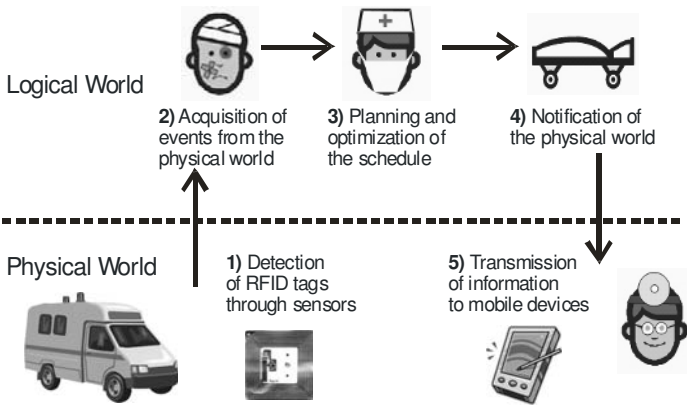 Logical World
2) Acquisition of
events from the
physical world
3) Planning and
optimization of
the schedule
4) Notification of
the physical world
Physical World
1) Detection
of RFID tags
through sensors
5) Transmission
of information
to mobile devices